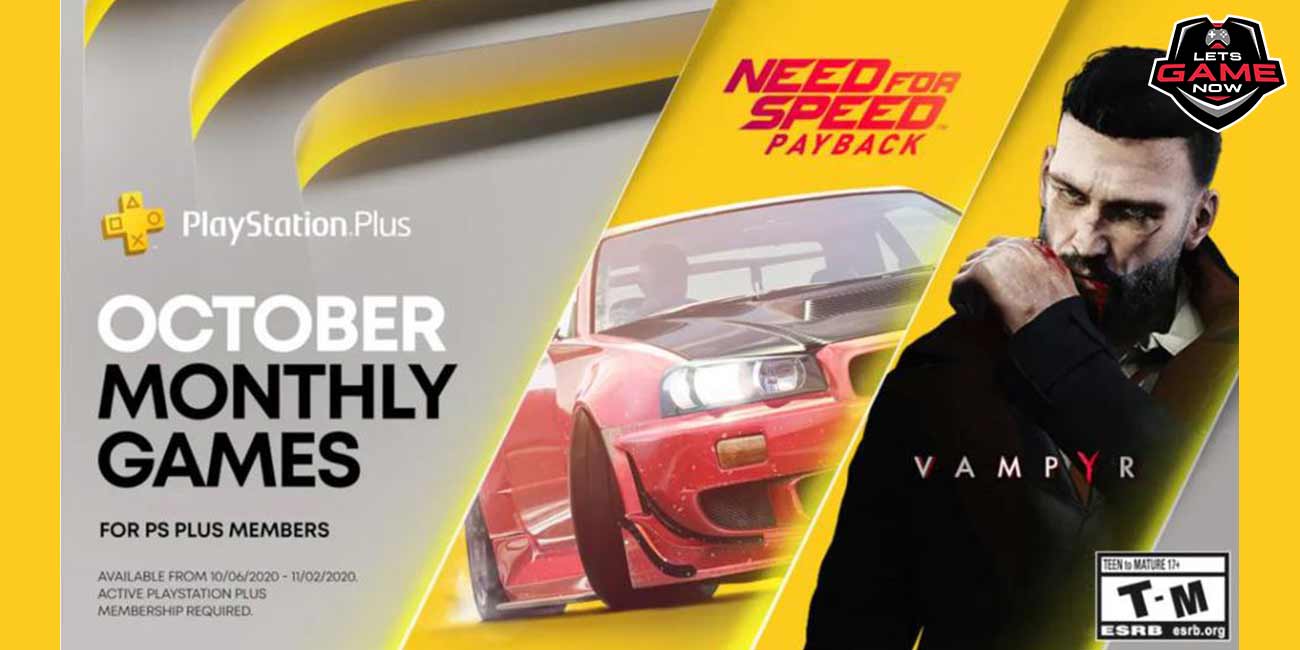 LETS
GAME
NOW
PlayStation.Plus
OCTOBER
MONTHLY
GAMES
FOR PS PLUS MEMBERS
AVAILABLE FROM 10/06/2020 - 11/02/2020.
ACTIVE PLAYSTATION PLUS
MEMBERSHIP REQUIRED.
NEED FOR
SPEED
PAYBACK
VAMPYR
TEEN to MATURE 17+
T-M
ESRB esrb.org